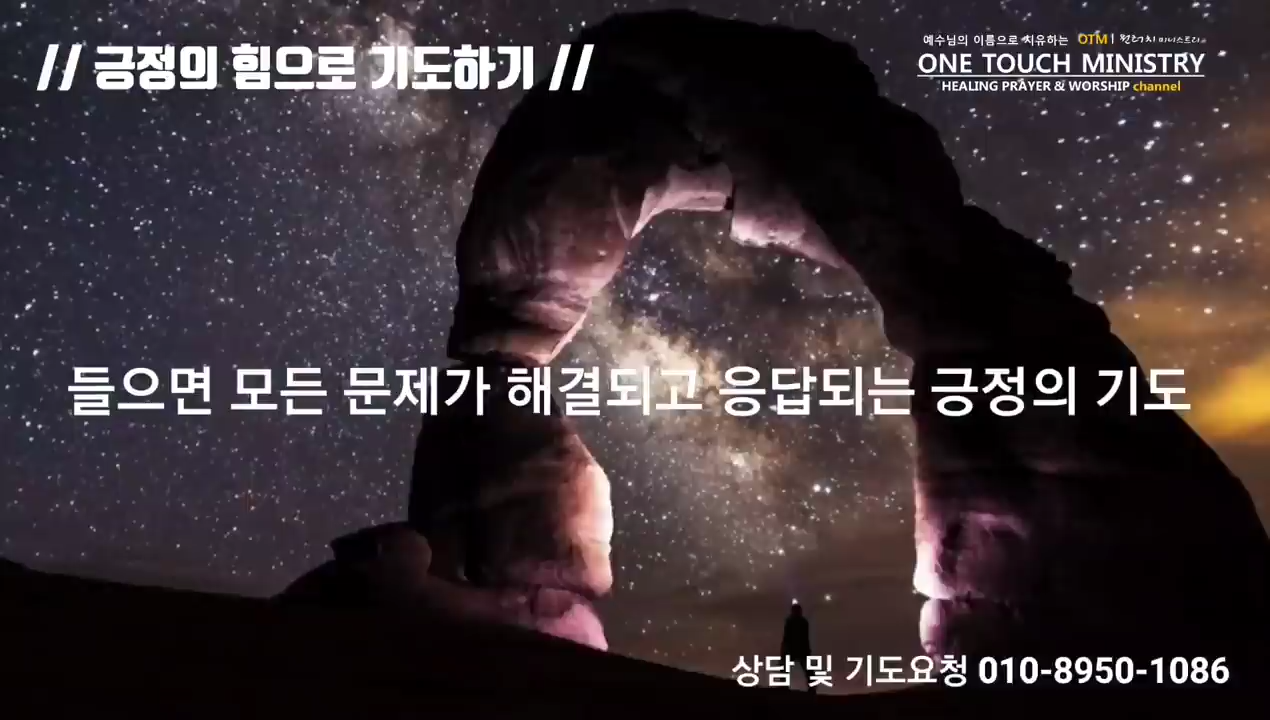 // 긍정의 힘으로 기도하기 //
예수님의 이름으로 치유하는 OTM | 원터치 미니스트리
ONE TOUCH MINISTRY
HEALING PRAYER & WORSHIP channel
들으면 모든 문제가 해결되고 응답되는 긍정의 기도
상담 및 기도요청 010-8950-1086